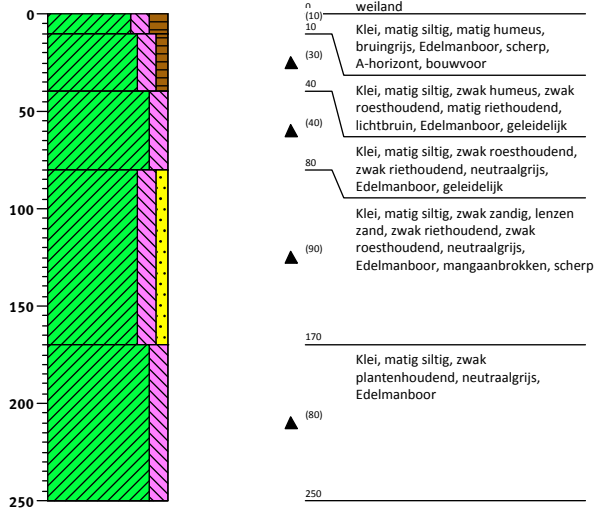 0
50
100
150
200
250
0
weiland
(10)
10
Klei, matig siltig, matig humeus,
bruingrijs, Edelmanboor, scherp,
A-horizont, bouwvoor
(30)
40
Klei, matig siltig, zwak humeus, zwak
roesthoudend, matig riethoudend,
lichtbruin, Edelmanboor, geleidelijk
(40)
80
Klei, matig siltig, zwak roesthoudend,
zwak riethoudend, neutraalgrijs,
Edelmanboor, geleidelijk
Klei, matig siltig, zwak zandig, lenzen
zand, zwak riethoudend, zwak
roesthoudend, neutraalgrijs,
Edelmanboor, mangaanbrokken, scherp
(90)
170
Klei, matig siltig, zwak
plantenhoudend, neutraalgrijs,
Edelmanboor
(80)
250